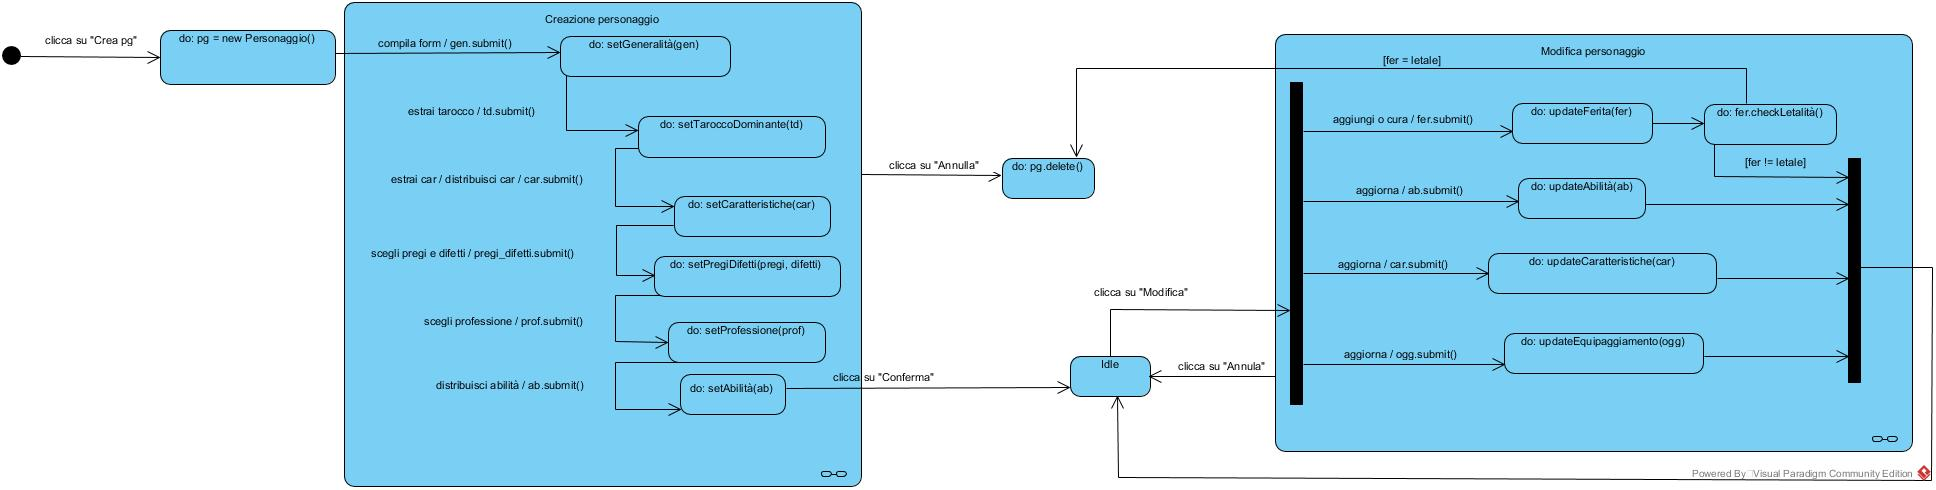 clicca su "Crea pg"
do: pg = new Personaggio()
Creazione personaggio
compila form / gen.submit()
do: setGeneralità(gen)
estrai tarocco / td.submit()
do: setTaroccoDominante(td)
estrai car / distribuisci car / car.submit()
do: setCaratteristiche(car)
scegli pregi e difetti / pregi_difetti.submit()
do: setPregiDifetti(pregi, difetti)
scegli professione / prof.submit()
do: setProfessione(prof)
distribuisci abilità / ab.submit()
do: setAbilità(ab)
clicca su "Annulla"
do: pg.delete()
clicca su "Conferma"
Idle
clicca su "Modifica"
clicca su "Annula"
Modifica personaggio
[fer = letale]
aggiungi o cura / fer.submit()
do: updateFerita(fer)
do: fer.checkLetalità()
[fer != letale]
aggiorna / ab.submit()
do: updateAbilità(ab)
aggiorna / car.submit()
do: updateCaratteristiche(car)
aggiorna / ogg.submit()
do: updateEquipaggiamento(ogg)
Powered By Visual Paradigm Community Edition